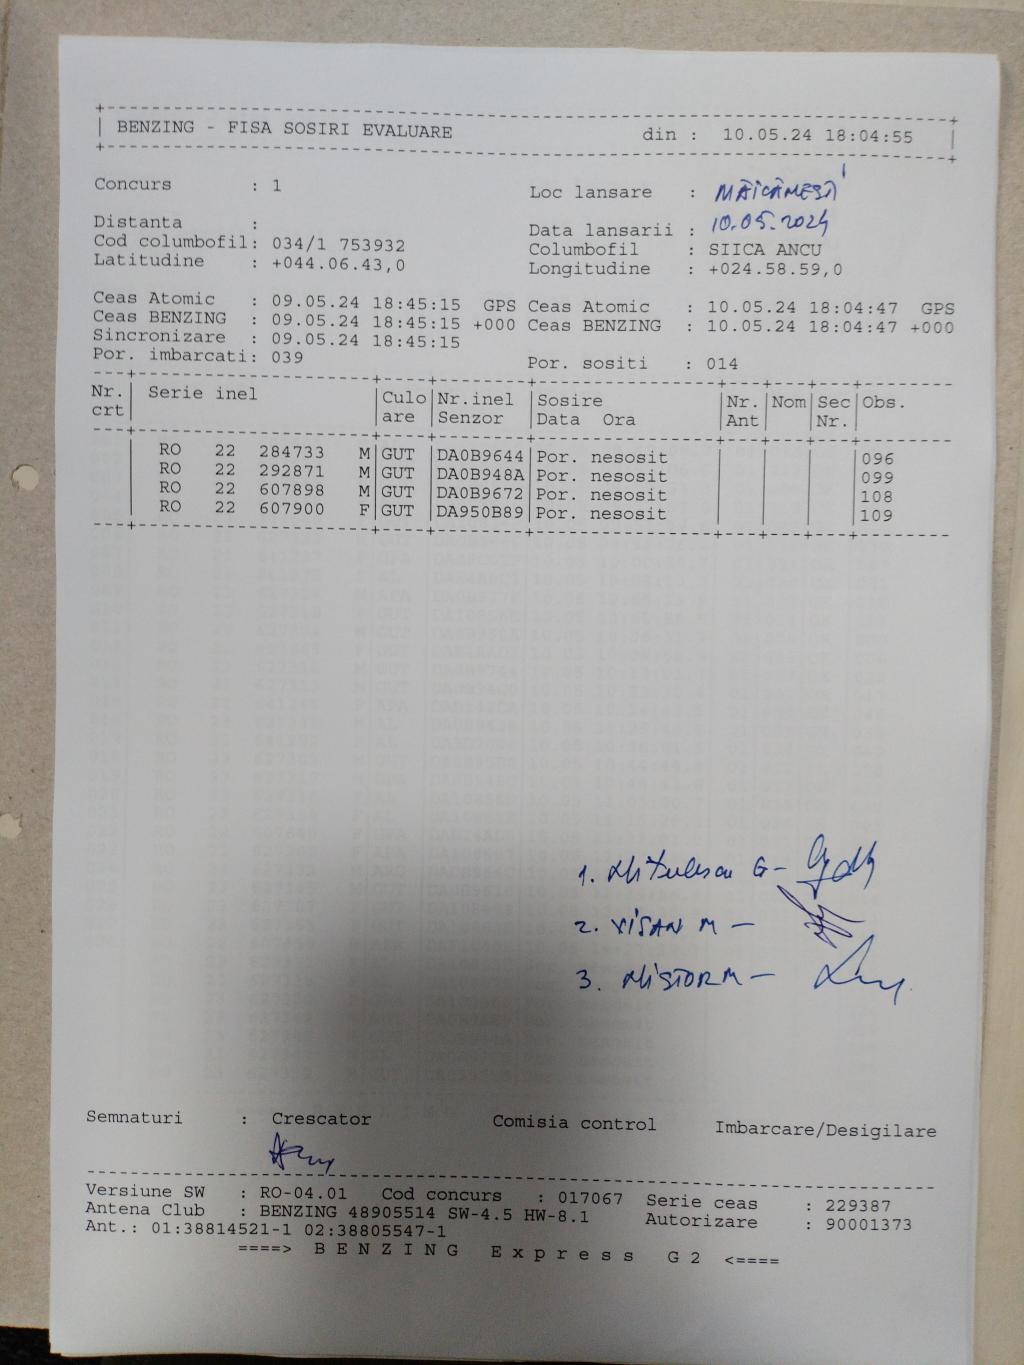 BENZING - FISA SOSIRI EVALUARE din : 10.05.24 18:04:55
Concurs : 1 Loc lansare : MĂICĂNEȘTI
Distanta : Data lansarii : 10.05.2024
Cod columbofil: 034/1 753932 Columbofil : SIICA ANCU
Latitudine : +044.06.43,0 Longitudine : +024.58.59,0
Ceas Atomic : 09.05.24 18:45:15 GPS Ceas Atomic : 10.05.24 18:04:47 GPS
Ceas BENZING : 09.05.24 18:45:15 +000 Ceas BENZING : 10.05.24 18:04:47 +000
Sincronizare : 09.05.24 18:45:15
Por. imbarcati: 039 Por. sositi : 014
Nr. Serie inel Culo Nr.inel Sosire Nr. Nom Sec Obs.
crt are Senzor Data Ora Ant Nr.
RO 22 284733 M GUT DA0B9644 Por. nesosit 096
RO 22 292871 M GUT DA0B948A Por. nesosit 099
RO 22 607898 M GUT DA0B9672 Por. nesosit 108
RO 22 607900 F GUT DA950B89 Por. nesosit 109
1. Mitulescu G -
2. VISAN M -
3. NISTOR M -
Semnaturi : Crescator Comisia control Imbarcare/Desigilare
Versiune SW : RO-04.01 Cod concurs : 017067 Serie ceas : 229387
Antena Club : BENZING 48905514 SW-4.5 HW-8.1 Autorizare : 90001373
Ant.: 01:38814521-1 02:38805547-1
====> B E N Z I N G E x p r e s s G 2 <====